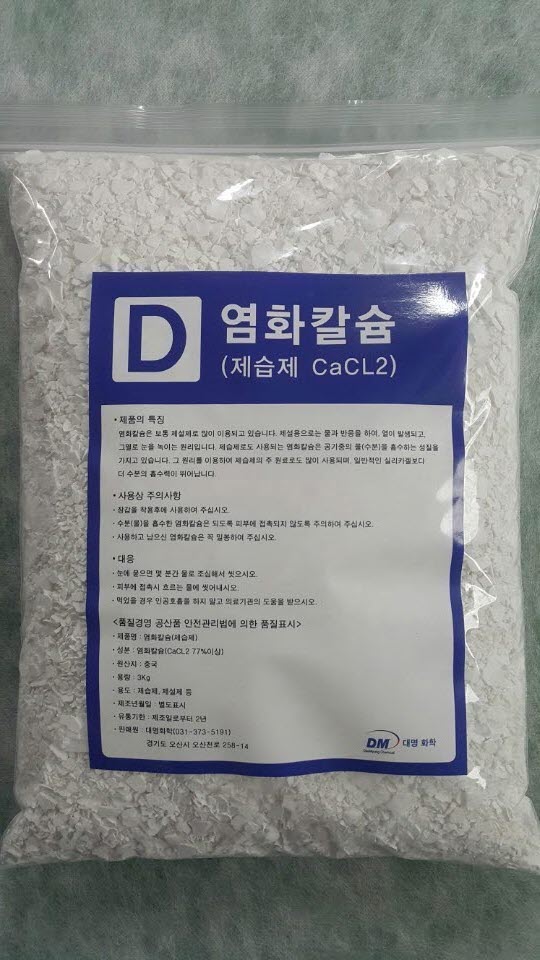 D
염화칼슘
(제습제 CaCL2)
• 제품의 특징
염화칼슘은 보통 제설제로 많이 이용되고 있습니다. 제설용으로는 물과 반응을 하여, 열이 발생되고,
그열로 눈을 녹이는 원리입니다. 제습제로도 사용되는 염화칼슘은 공기중의 물(수분)을 흡수하는 성질을
가지고 있습니다. 그 원리를 이용하여 제습제의 주 원료로도 많이 사용되며, 일반적인 실리카겔보다
더 수분의 흡수력이 뛰어납니다.
• 사용상 주의사항
· 장갑을 착용후에 사용하여 주십시오.
· 수분(물)을 흡수한 염화칼슘은 되도록 피부에 접촉되지 않도록 주의하여 주십시오.
· 사용하고 남으신 염화칼슘은 꼭 밀봉하여 주십시오.
• 대응
· 눈에 묻으면 몇 분간 물로 조심해서 씻으시오.
· 피부에 접촉시 흐르는 물에 씻어내시오.
· 먹었을 경우 인공호흡을 하지 말고 의료기관의 도움을 받으시오.
<품질경영 공산품 안전관리법에 의한 품질표시>
· 제품명 : 염화칼슘(제습제)
· 성분 : 염화칼슘(CaCL2 77%이상)
· 원산지 : 중국
· 용량 : 3Kg
· 용도 : 제습제, 제설제 등
· 제조년월일 : 별도표시
· 유통기한 : 제조일로부터 2년
· 판매원 : 대명화학(031-373-5191)
경기도 오산시 오산천로 258-14
DM 대명 화학